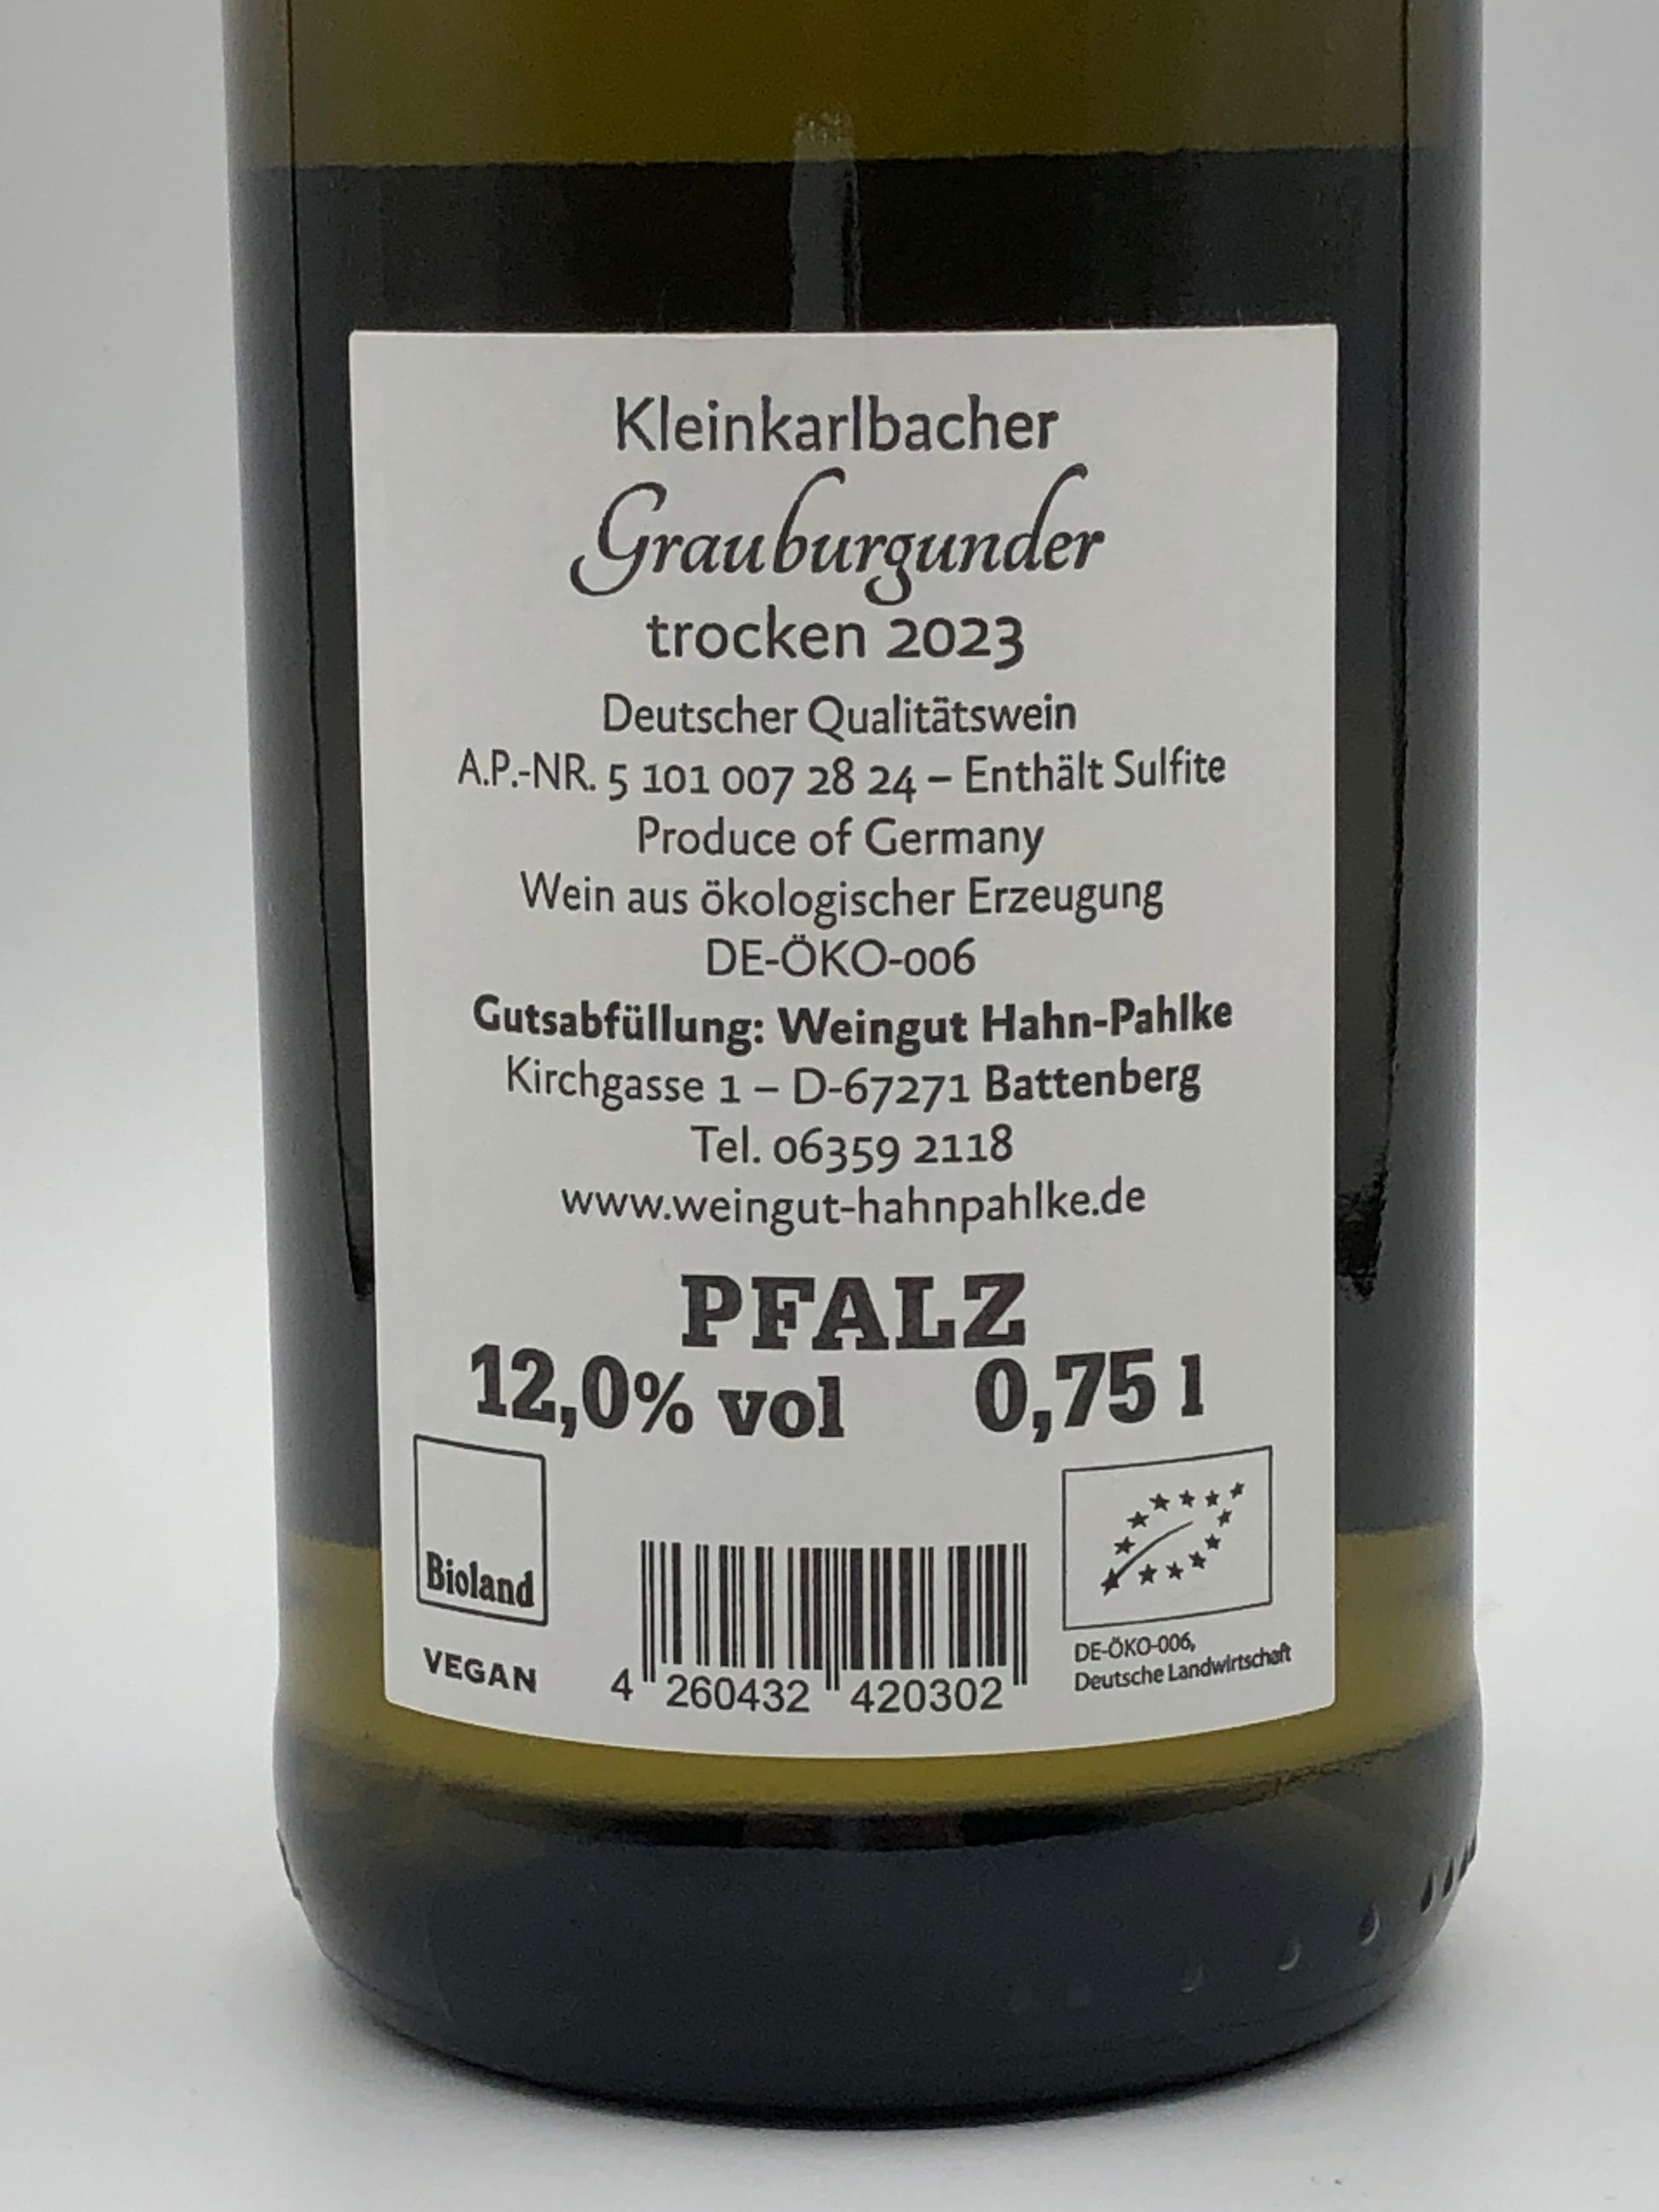 Kleinkarlbacher
Grauburgunder
trocken 2023
Deutscher Qualitätswein
A.P.-NR. 5 101 007 28 24 – Enthält Sulfite
Produce of Germany
Wein aus ökologischer Erzeugung
DE-ÖKO-006
Gutsabfüllung: Weingut Hahn-Pahlke
Kirchgasse 1 – D-67271 Battenberg
Tel. 06359 2118
www.weingut-hahnpahlke.de
PFALZ
12,0% vol 0,75 l
Bioland
VEGAN
4 260432 420302
DE-ÖKO-006,
Deutsche Landwirtschaft